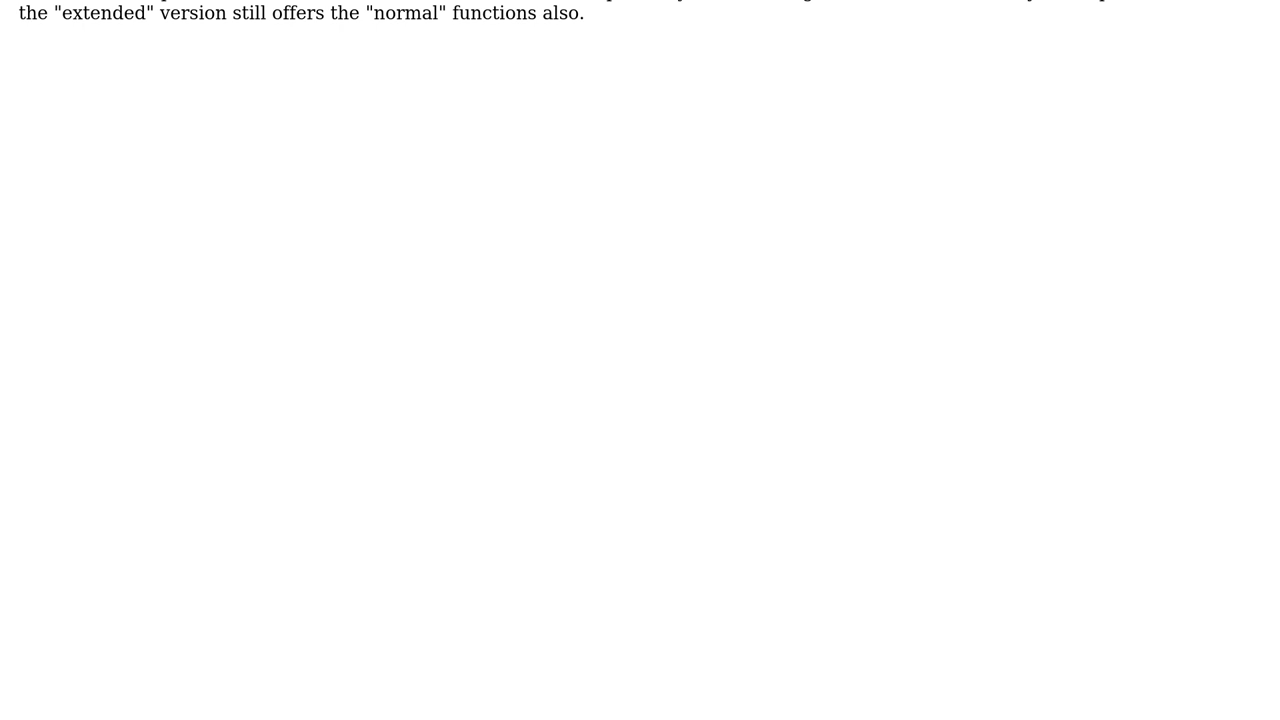 the "extended" version still offers the "normal" functions also.